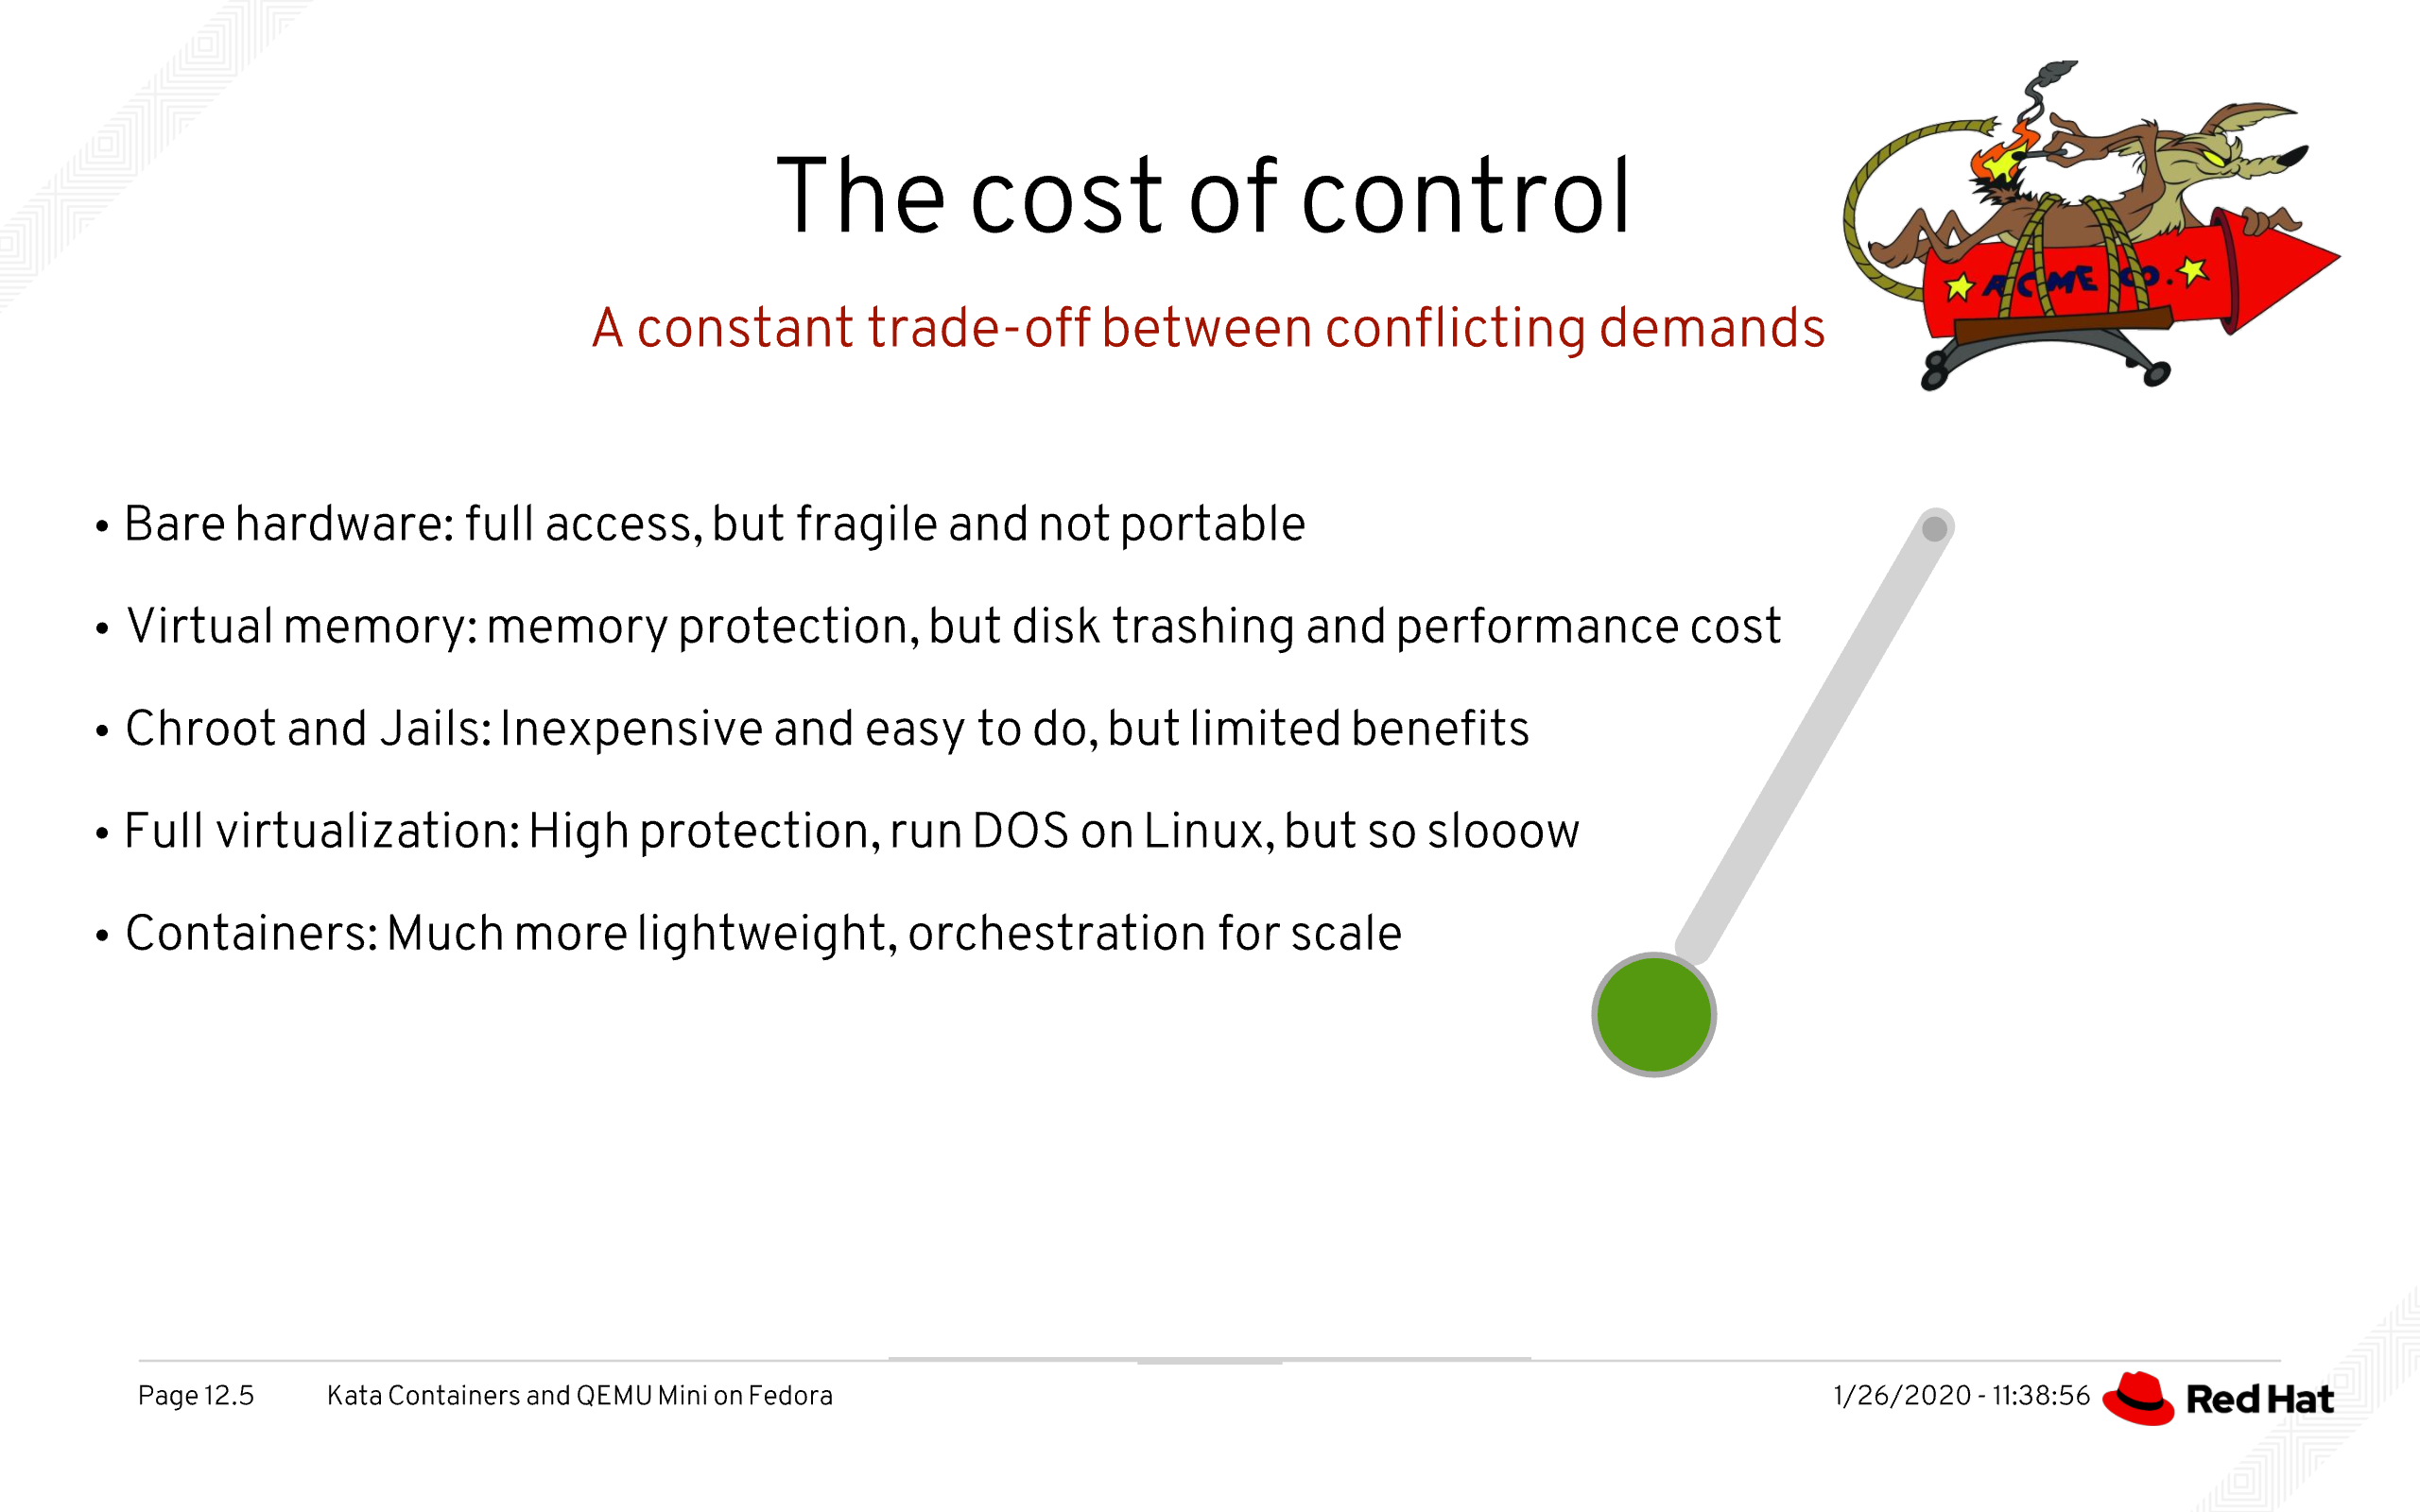 The cost of control
A constant trade-off between conflicting demands
ACME CO.
• Bare hardware: full access, but fragile and not portable
• Virtual memory: memory protection, but disk trashing and performance cost
• Chroot and Jails: Inexpensive and easy to do, but limited benefits
• Full virtualization: High protection, run DOS on Linux, but so slooow
• Containers: Much more lightweight, orchestration for scale
Page 12.5 Kata Containers and QEMU Mini on Fedora 1/26/2020 - 11:38:56 Red Hat